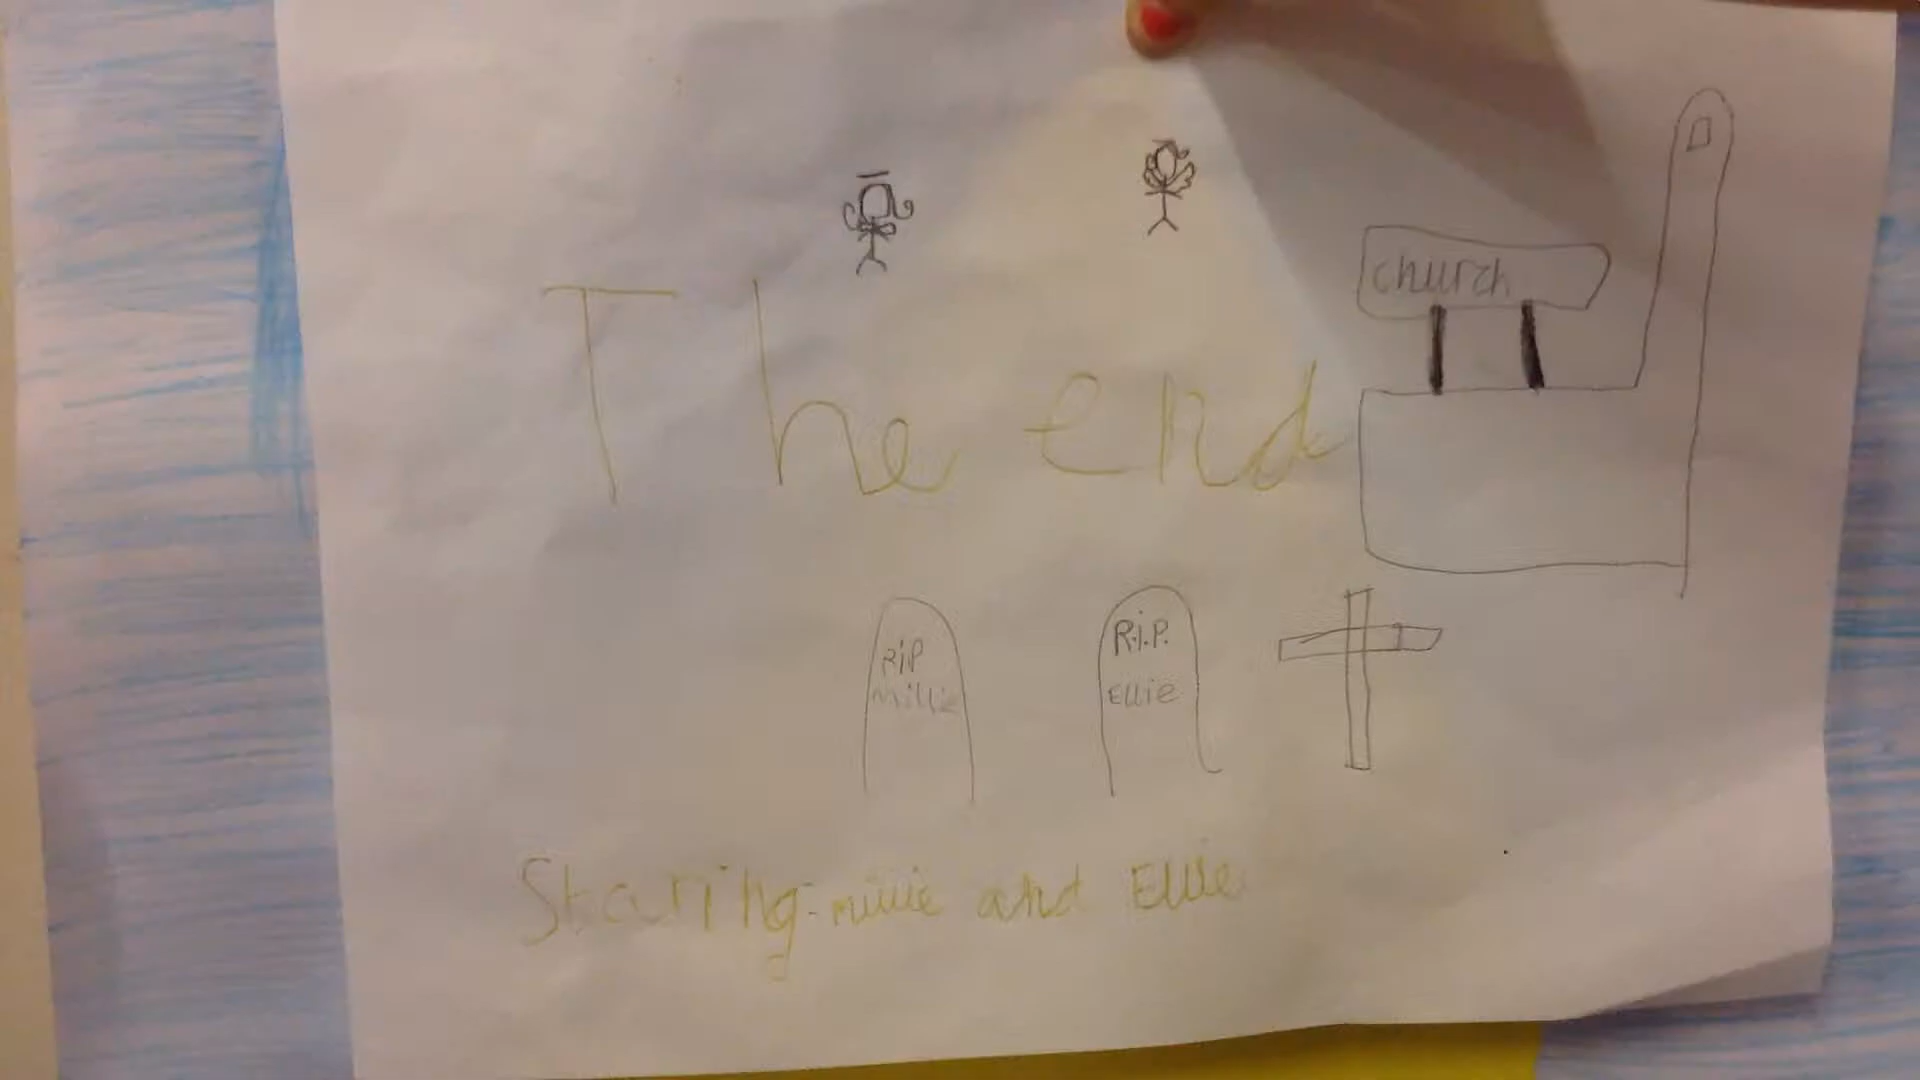 church
The end
RiP
millie
R.i.P.
Ellie
Staring-millie and Ellie